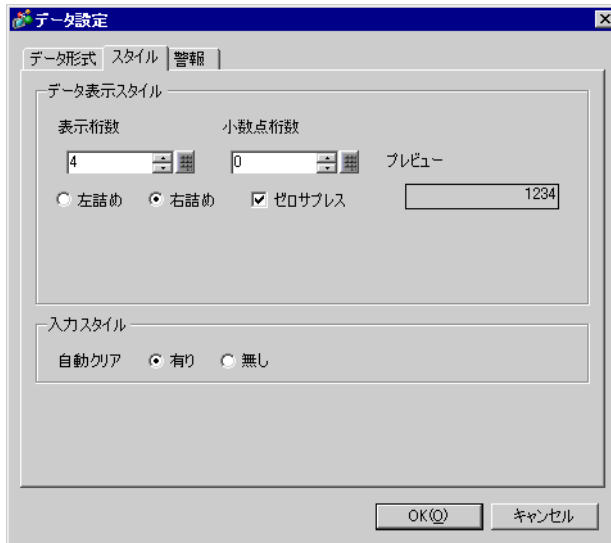 データ設定
データ形式 スタイル 警報
データ表示スタイル
表示桁数 小数点桁数
4 0 プレビュー
左詰め 右詰め ゼロサプレス 1234
入力スタイル
自動クリア 有り 無し
OK(O) キャンセル